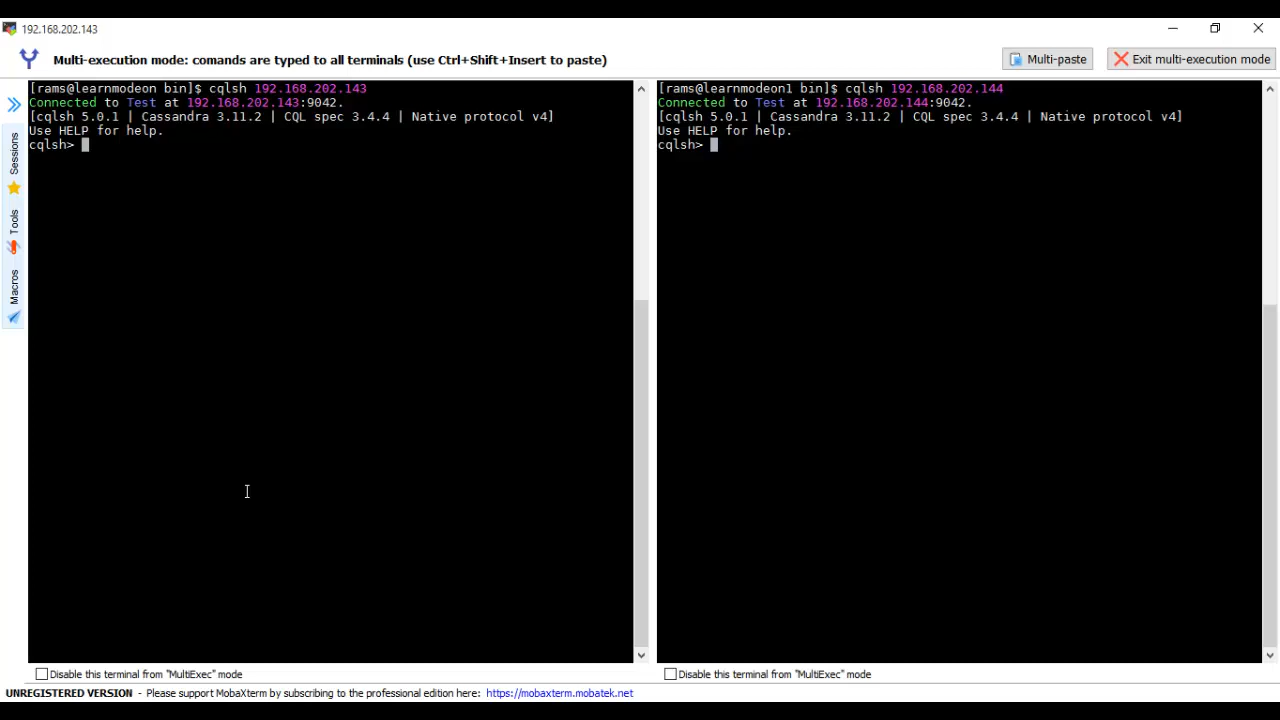 192.168.202.143
Multi-execution mode: comands are typed to all terminals (use Ctrl+Shift+Insert to paste)
Multi-paste
Exit multi-execution mode
Sessions
Tools
Macros
[rams@learnmodeon bin]$ cqlsh 192.168.202.143
Connected to Test at 192.168.202.143:9042.
[cqlsh 5.0.1 | Cassandra 3.11.2 | CQL spec 3.4.4 | Native protocol v4]
Use HELP for help.
cqlsh>
[rams@learnmodeon1 bin]$ cqlsh 192.168.202.144
Connected to Test at 192.168.202.144:9042.
[cqlsh 5.0.1 | Cassandra 3.11.2 | CQL spec 3.4.4 | Native protocol v4]
Use HELP for help.
cqlsh>
Disable this terminal from "MultiExec" mode
Disable this terminal from "MultiExec" mode
UNREGISTERED VERSION - Please support MobaXterm by subscribing to the professional edition here: https://mobaxterm.mobatek.net